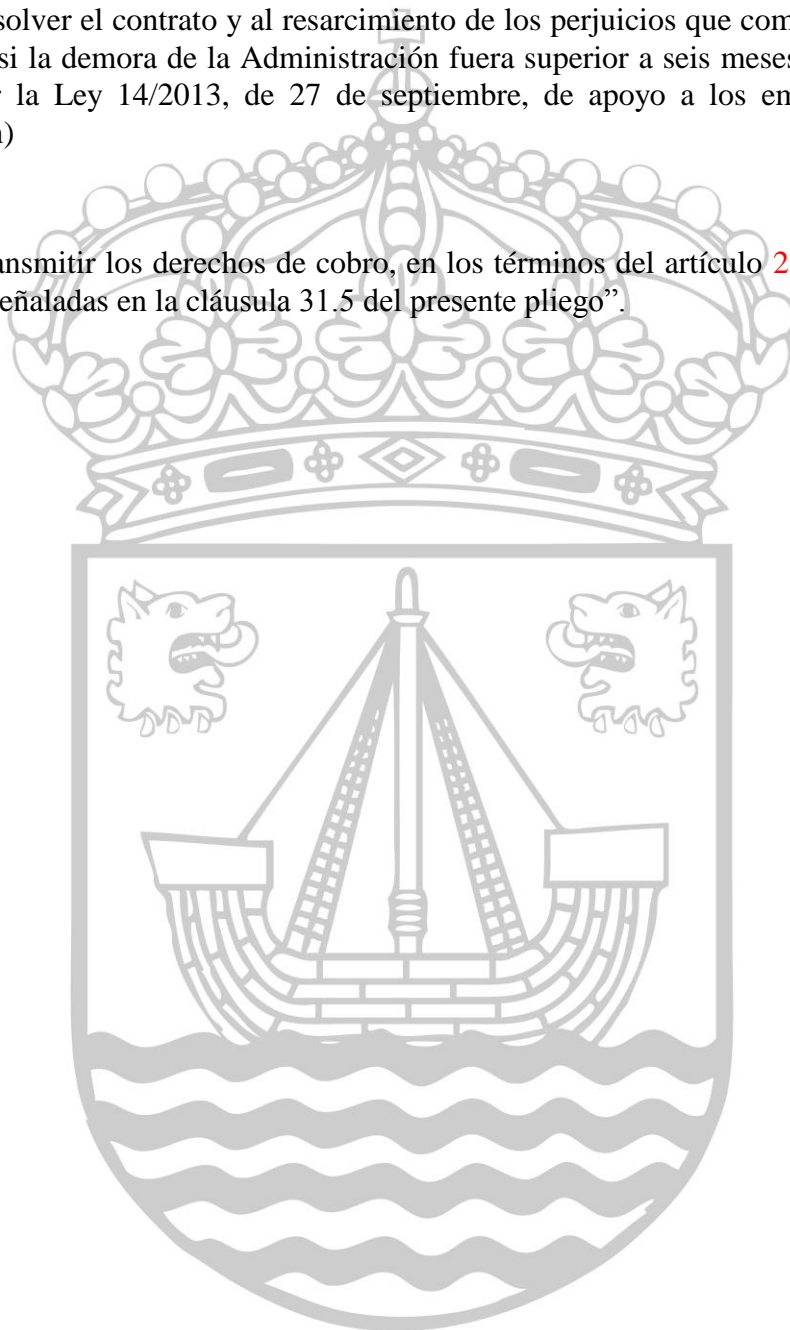 solver el contrato y al resarcimiento de los perjuicios que com
si la demora de la Administración fuera superior a seis meses
la Ley 14/2013, de 27 de septiembre, de apoyo a los em
ansmitir los derechos de cobro, en los términos del artículo 2
eñaladas en la cláusula 31.5 del presente pliego”.